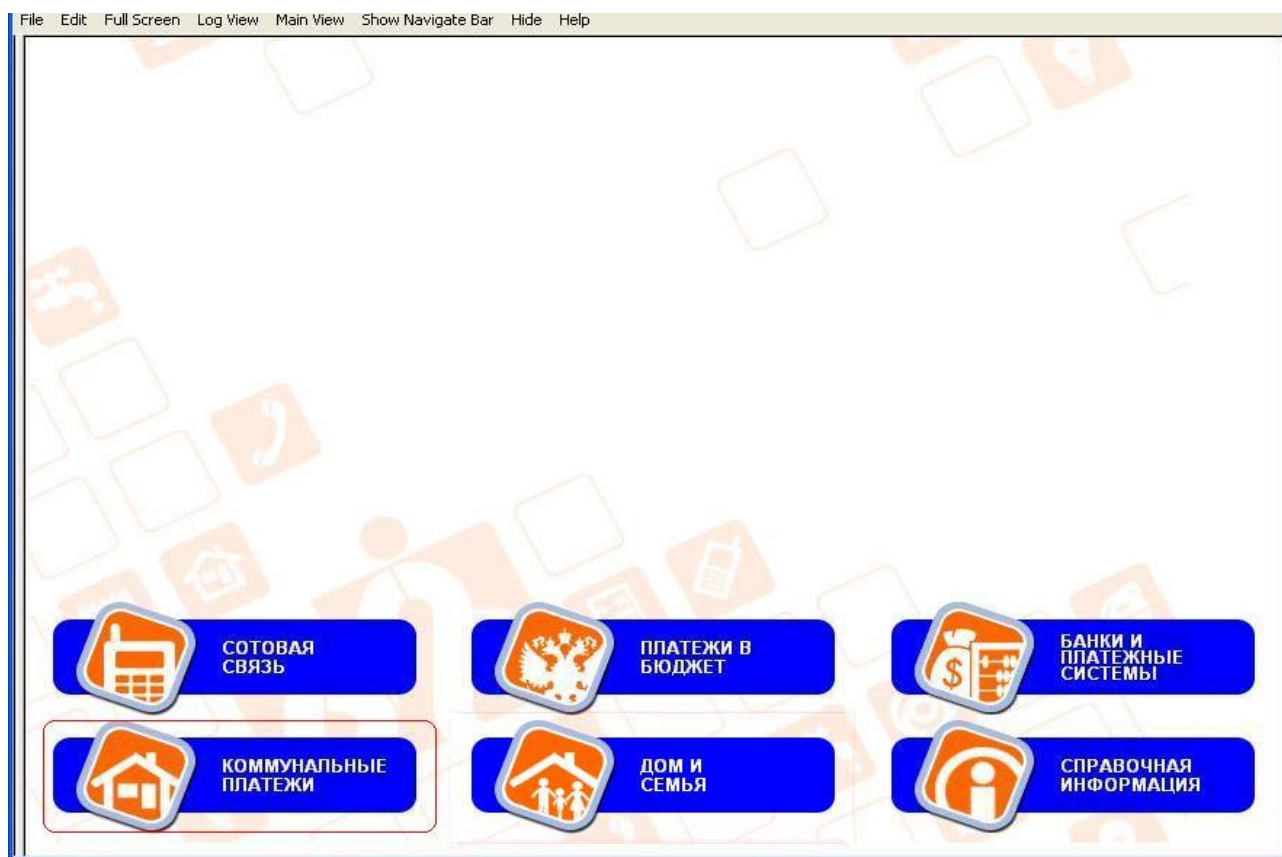 File Edit Full Screen Log View Main View Show Navigate Bar Hide Help
СОТОВАЯ
СВЯЗЬ
ПЛАТЕЖИ В
БЮДЖЕТ
БАНКИ И
ПЛАТЕЖНЫЕ
СИСТЕМЫ
КОММУНАЛЬНЫЕ
ПЛАТЕЖИ
ДОМ И
СЕМЬЯ
СПРАВОЧНАЯ
ИНФОРМАЦИЯ